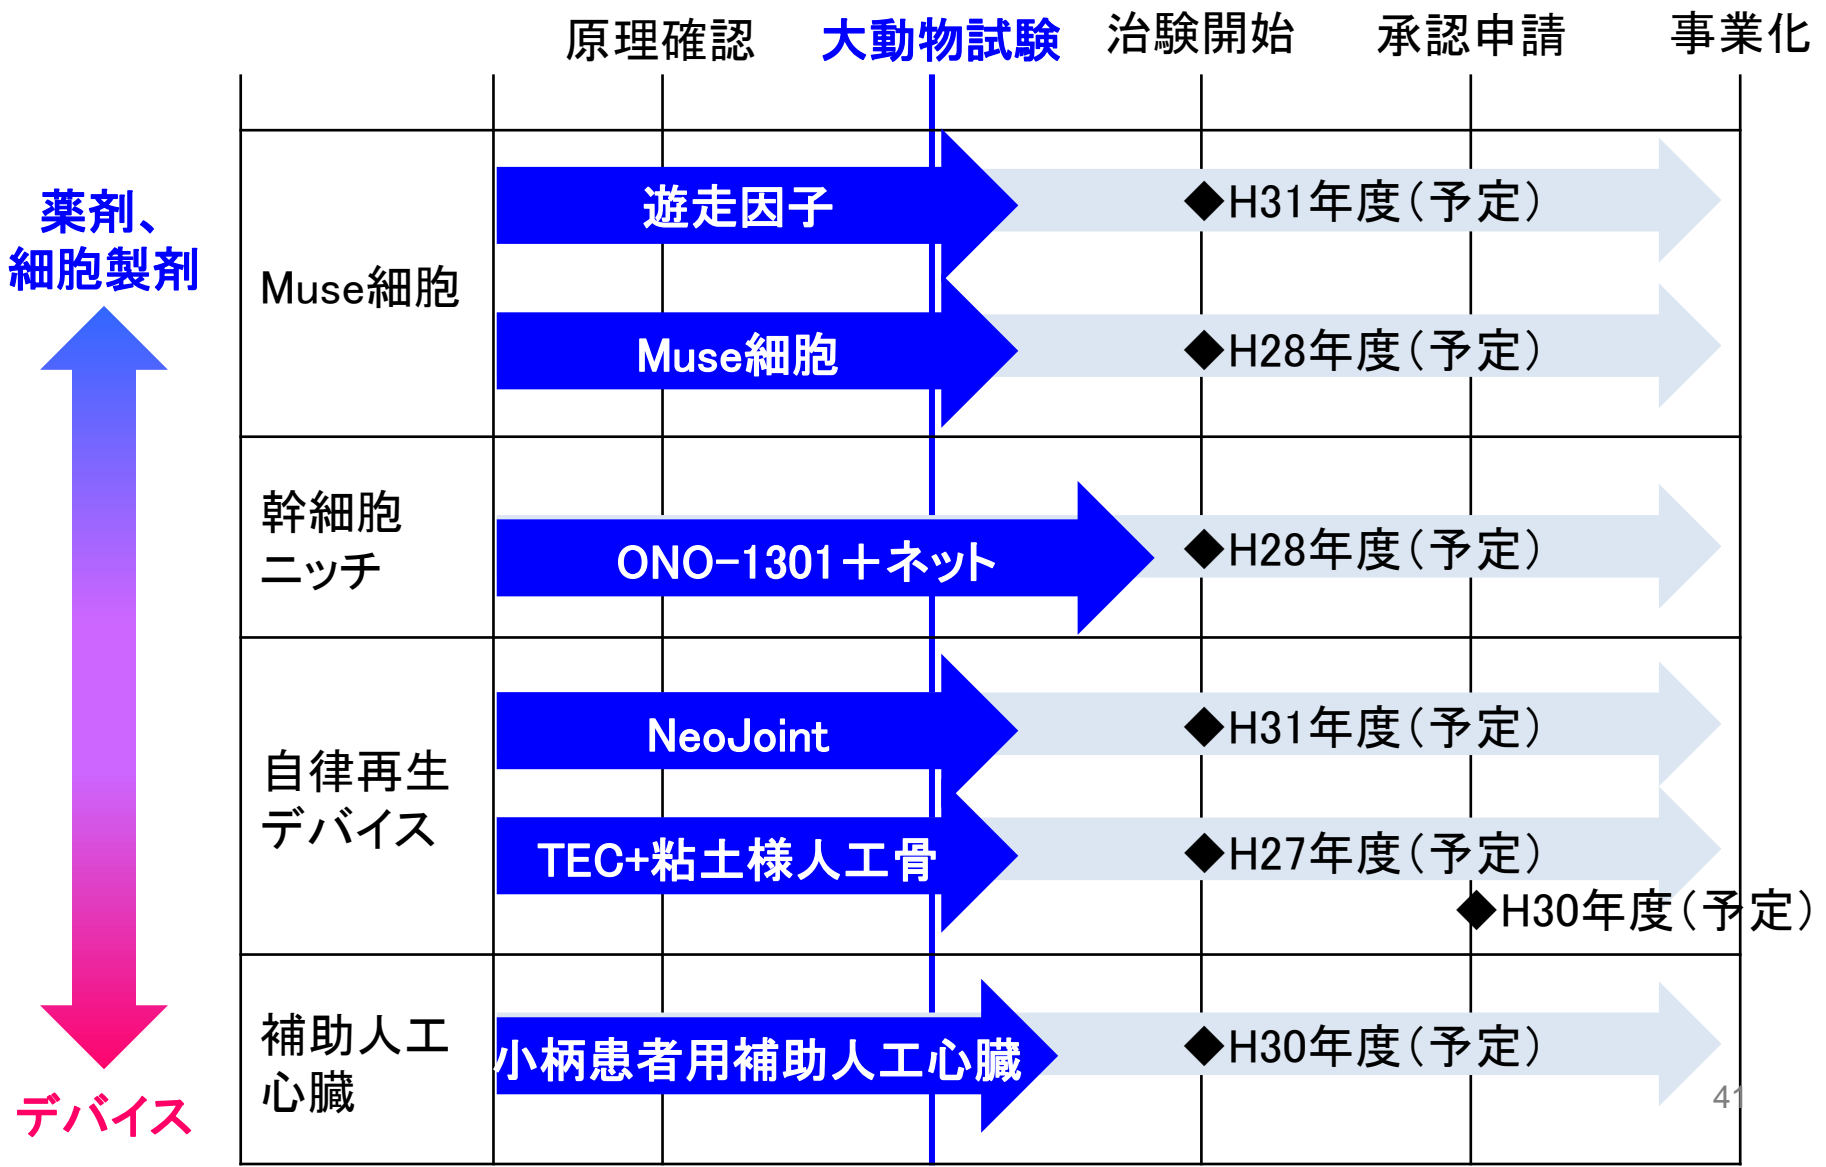 原理確認
大動物試験
治験開始
承認申請
事業化
薬剤、
細胞製剤
デバイス
Muse細胞
遊走因子
◆H31年度(予定)
Muse細胞
◆H28年度(予定)
幹細胞
ニッチ
ONO-1301＋ネット
◆H28年度(予定)
自律再生
デバイス
NeoJoint
◆H31年度(予定)
TEC+粘土様人工骨
◆H27年度(予定)
◆H30年度(予定)
補助人工
心臓
小柄患者用補助人工心臓
◆H30年度(予定)
41